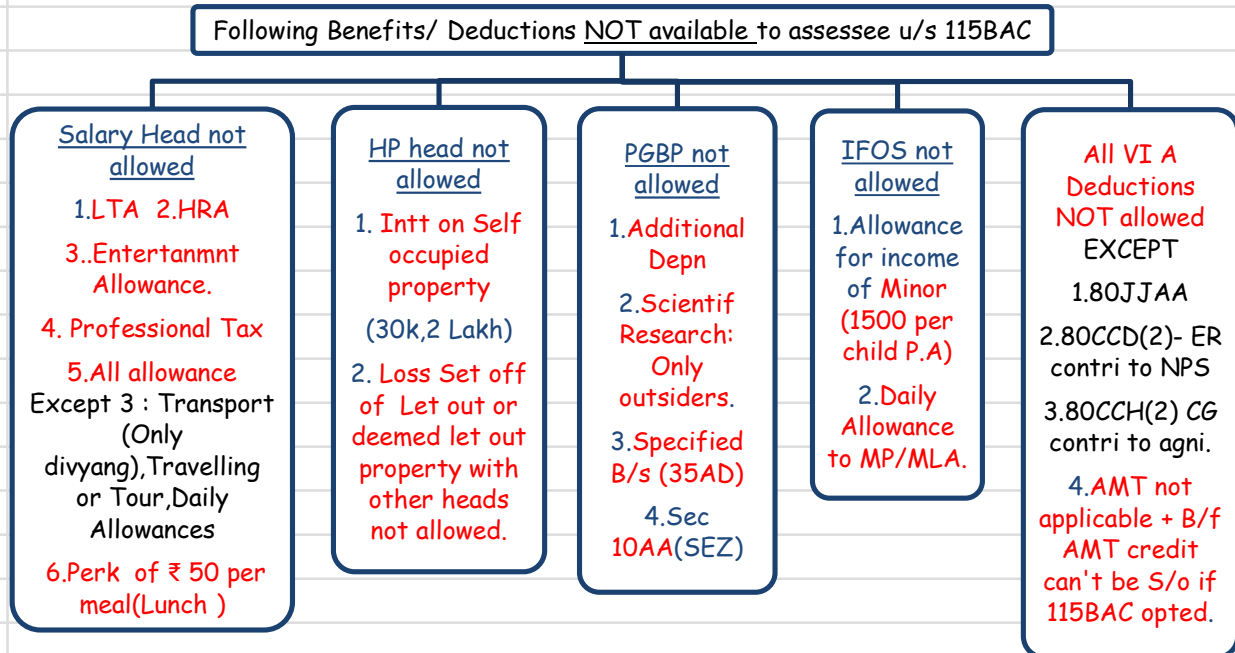 Following Benefits/ Deductions NOT available to assessee u/s 115BAC
Salary Head not
allowed
1.LTA 2.HRA
3..Entertanmnt
Allowance.
4. Professional Tax
5.All allowance
Except 3 : Transport
(Only
divyang),Travelling
or Tour,Daily
Allowances
6.Perk of ₹ 50 per
meal(Lunch )
HP head not
allowed
1. Intt on Self
occupied
property
(30k,2 Lakh)
2. Loss Set off
of Let out or
deemed let out
property with
other heads
not allowed.
PGBP not
allowed
1.Additional
Depn
2.Scientif
Research:
Only
outsiders.
3.Specified
B/s (35AD)
4.Sec
10AA(SEZ)
IFOS not
allowed
1.Allowance
for income
of Minor
(1500 per
child P.A)
2.Daily
Allowance
to MP/MLA.
All VI A
Deductions
NOT allowed
EXCEPT
1.80JJAA
2.80CCD(2)- ER
contri to NPS
3.80CCH(2) CG
contri to agni.
4.AMT not
applicable + B/f
AMT credit
can't be S/o if
115BAC opted.